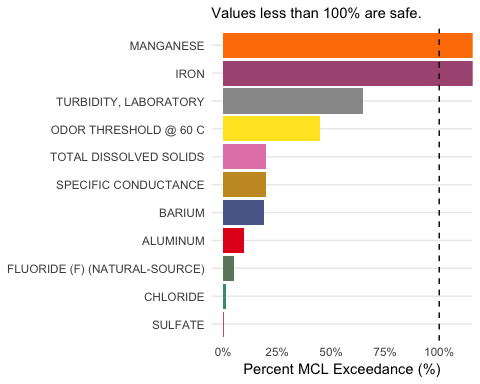 Values less than 100% are safe.
MANGANESE
IRON
TURBIDITY, LABORATORY
ODOR THRESHOLD @ 60 C
TOTAL DISSOLVED SOLIDS
SPECIFIC CONDUCTANCE
BARIUM
ALUMINUM
FLUORIDE (F) (NATURAL-SOURCE)
CHLORIDE
SULFATE
0% 25% 50% 75% 100%
Percent MCL Exceedance (%)